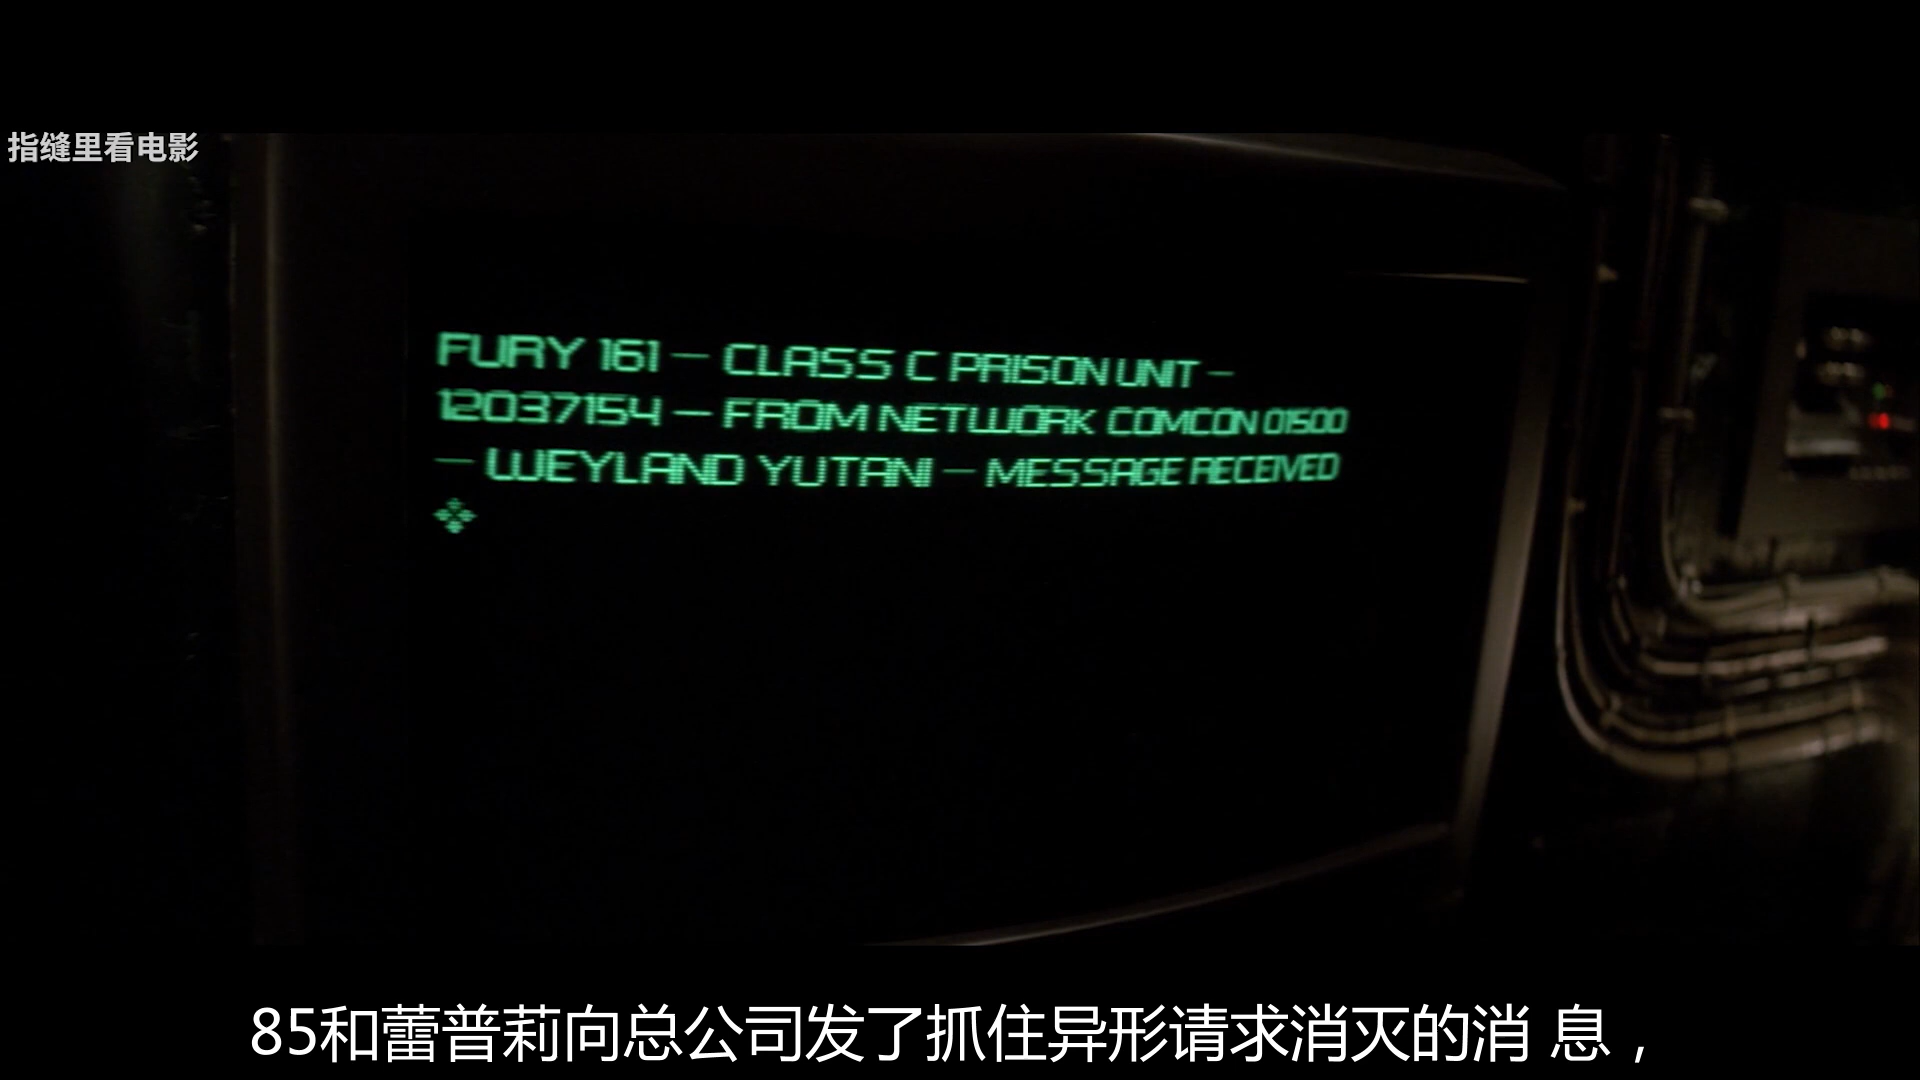 指缝里看电影
FURY 161 – CLASS C PRISON UNIT –
12037154 – FROM NETWORK COMCON 01500
– WEYLAND YUTANI – MESSAGE RECEIVED
85和蕾普莉向总公司发了抓住异形请求消灭的消 息，